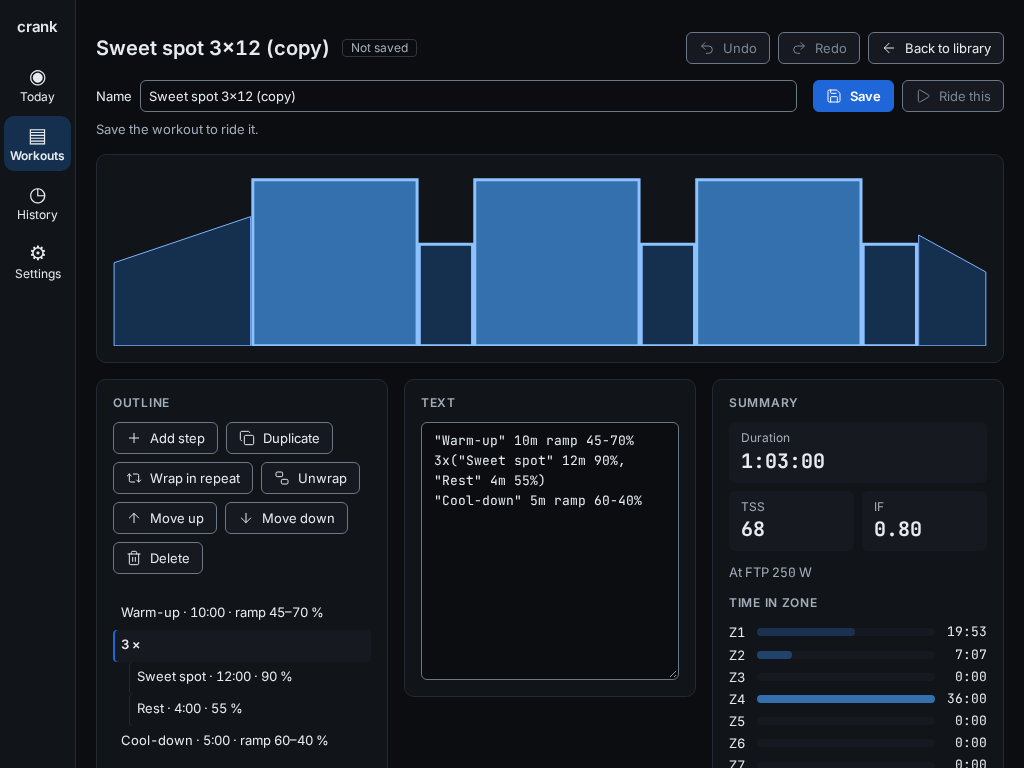 crank
Today
Workouts
History
Settings
Sweet spot 3×12 (copy)
Not saved
Undo
Redo
Back to library
Name
Sweet spot 3×12 (copy)
Save
Ride this
Save the workout to ride it.
OUTLINE
Add step
Duplicate
Wrap in repeat
Unwrap
Move up
Move down
Delete
Warm-up · 10:00 · ramp 45–70 %
3 ×
Sweet spot · 12:00 · 90 %
Rest · 4:00 · 55 %
Cool-down · 5:00 · ramp 60–40 %
TEXT
"Warm-up" 10m ramp 45-70%
3x("Sweet spot" 12m 90%,
"Rest" 4m 55%)
"Cool-down" 5m ramp 60-40%
SUMMARY
Duration
1:03:00
TSS
68
IF
0.80
At FTP 250 W
TIME IN ZONE
Z1 19:53
Z2 7:07
Z3 0:00
Z4 36:00
Z5 0:00
Z6 0:00
Z7 0:00